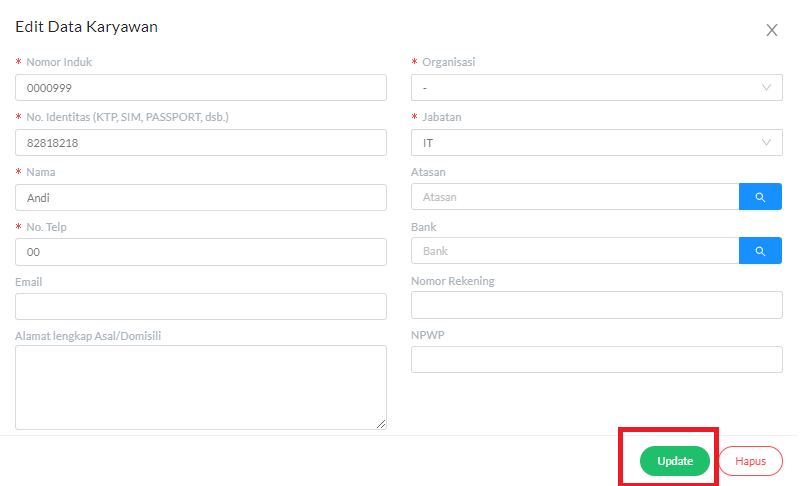 Edit Data Karyawan
* Nomor Induk
0000999
* No. Identitas (KTP, SIM, PASSPORT, dsb.)
82818218
* Nama
Andi
* No. Telp
00
Email
Alamat lengkap Asal/Domisili
* Organisasi
-
* Jabatan
IT
Atasan
Atasan
Bank
Bank
Nomor Rekening
NPWP
Update
Hapus